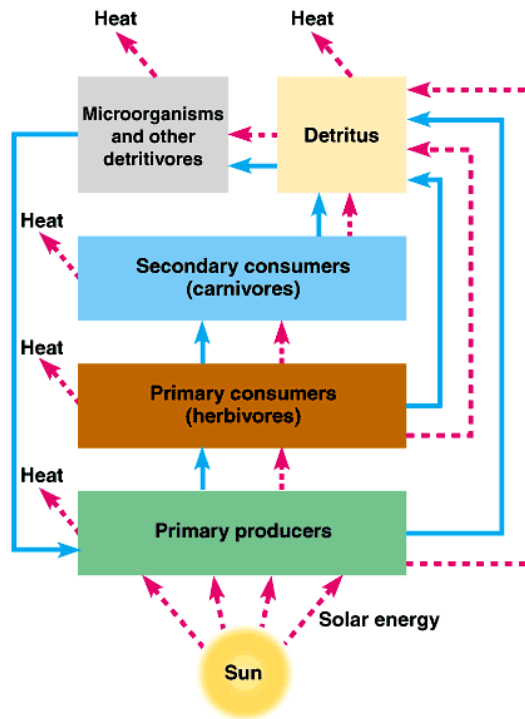 Heat
Heat
Microorganisms
and other
detritivores
Detritus
Heat
Secondary consumers
(carnivores)
Heat
Primary consumers
(herbivores)
Heat
Primary producers
Solar energy
Sun